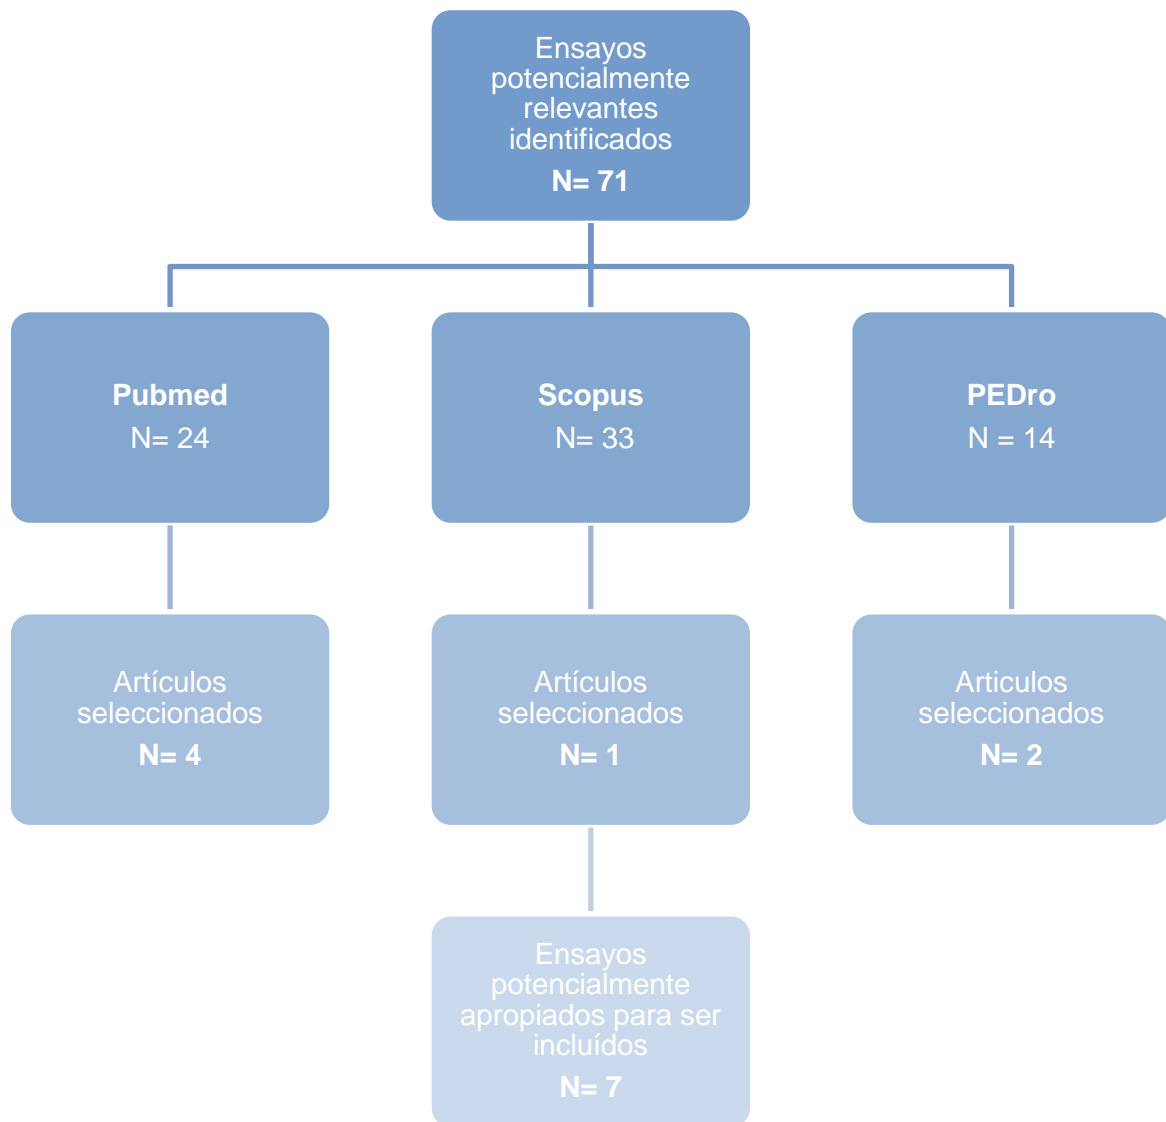 Ensayos
potencialmente
relevantes
identificados
N= 71
Pubmed
N= 24
Scopus
N= 33
PEDro
N = 14
Artículos
seleccionados
N= 4
Artículos
seleccionados
N= 1
Articulos
seleccionados
N= 2
Ensayos
potencialmente
apropiados para ser
incluídos
N= 7